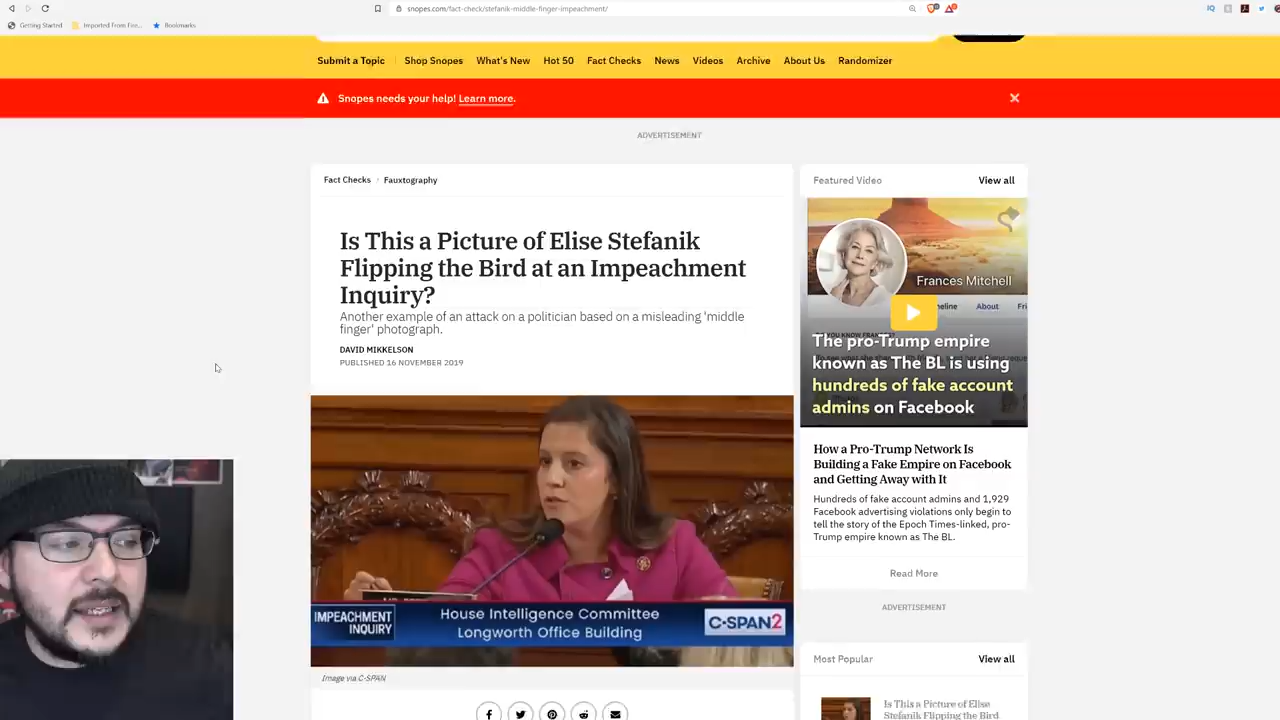 snopes.com/fact-check/stefanik-middle-finger-impeachment/
Getting Started
Imported From Fire...
Bookmarks
Submit a Topic
Shop Snopes
What's New
Hot 50
Fact Checks
News
Videos
Archive
About Us
Randomizer
Snopes needs your help! Learn more.
ADVERTISEMENT
Fact Checks
Fauxtography
Is This a Picture of Elise Stefanik
Flipping the Bird at an Impeachment
Inquiry?
Another example of an attack on a politician based on a misleading 'middle
finger' photograph.
DAVID MIKKELSON
PUBLISHED 16 NOVEMBER 2019
IMPEACHMENT
INQUIRY
House Intelligence Committee
Longworth Office Building
C-SPAN2
Image via C-SPAN
Featured Video
View all
Frances Mitchell
About
The pro-Trump empire
known as The BL is using
hundreds of fake account
admins on Facebook
How a Pro-Trump Network Is
Building a Fake Empire on Facebook
and Getting Away with It
Hundreds of fake account admins and 1,929
Facebook advertising violations only begin to
tell the story of the Epoch Times-linked, pro-
Trump empire known as The BL.
Read More
ADVERTISEMENT
Most Popular
View all
Is This a Picture of Elise
Stefanik Flipping the Bird